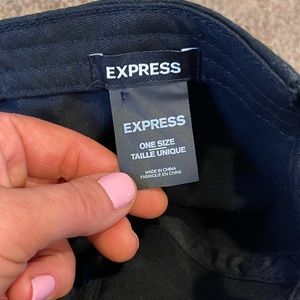 EXPRESS
EXPRESS
ONE SIZE
TAILLE UNIQUE
MADE IN CHINA
FABRIQUÉ EN CHINE